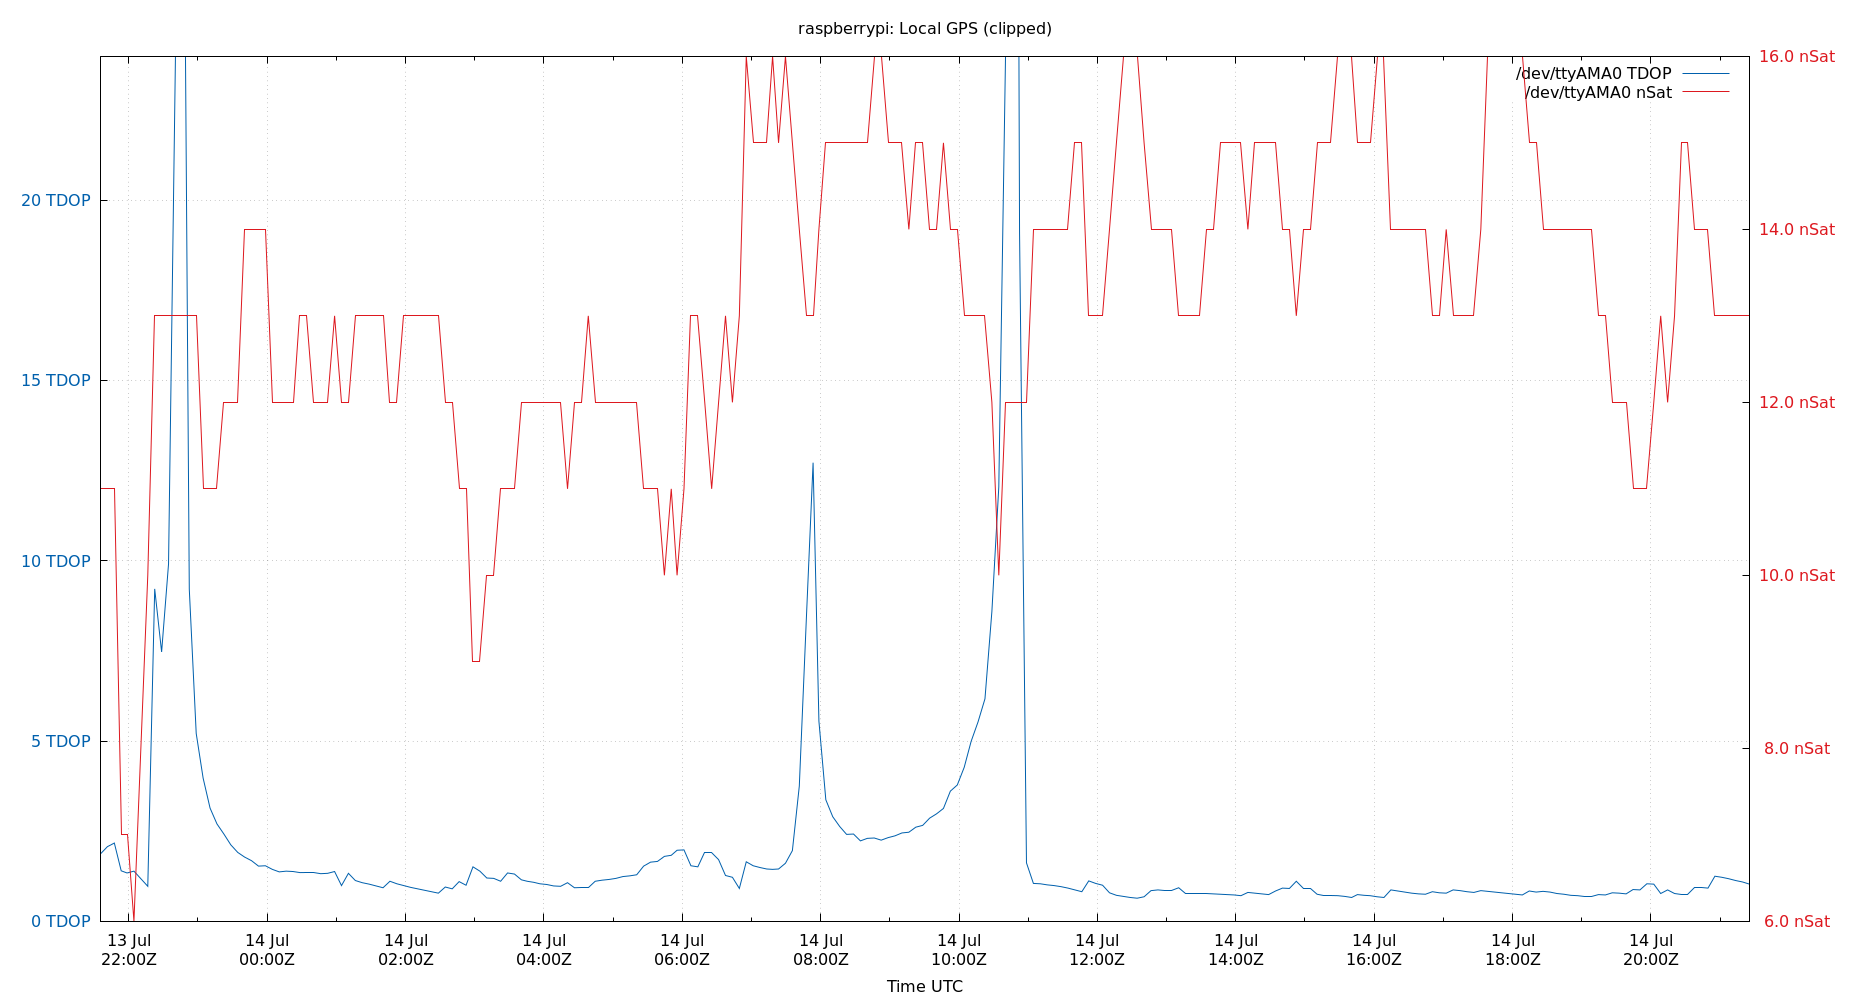 raspberrypi: Local GPS (clipped)
/dev/ttyAMA0 TDOP
/dev/ttyAMA0 nSat
20 TDOP
15 TDOP
10 TDOP
5 TDOP
0 TDOP
16.0 nSat
14.0 nSat
12.0 nSat
10.0 nSat
8.0 nSat
6.0 nSat
13 Jul
22:00Z
14 Jul
00:00Z
14 Jul
02:00Z
14 Jul
04:00Z
14 Jul
06:00Z
14 Jul
08:00Z
14 Jul
10:00Z
14 Jul
12:00Z
14 Jul
14:00Z
14 Jul
16:00Z
14 Jul
18:00Z
14 Jul
20:00Z
Time UTC